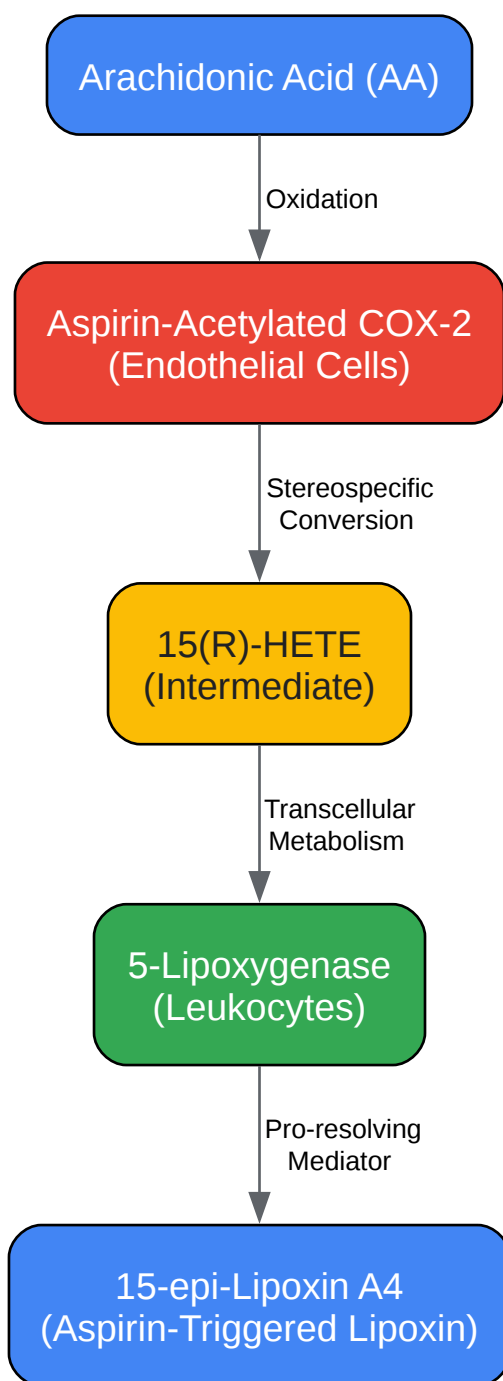 Arachidonic Acid (AA)
Oxidation
Aspirin-Acetylated COX-2
(Endothelial Cells)
Stereospecific
Conversion
15(R)-HETE
(Intermediate)
Transcellular
Metabolism
5-Lipoxygenase
(Leukocytes)
Pro-resolving
Mediator
15-epi-Lipoxin A4
(Aspirin-Triggered Lipoxin)